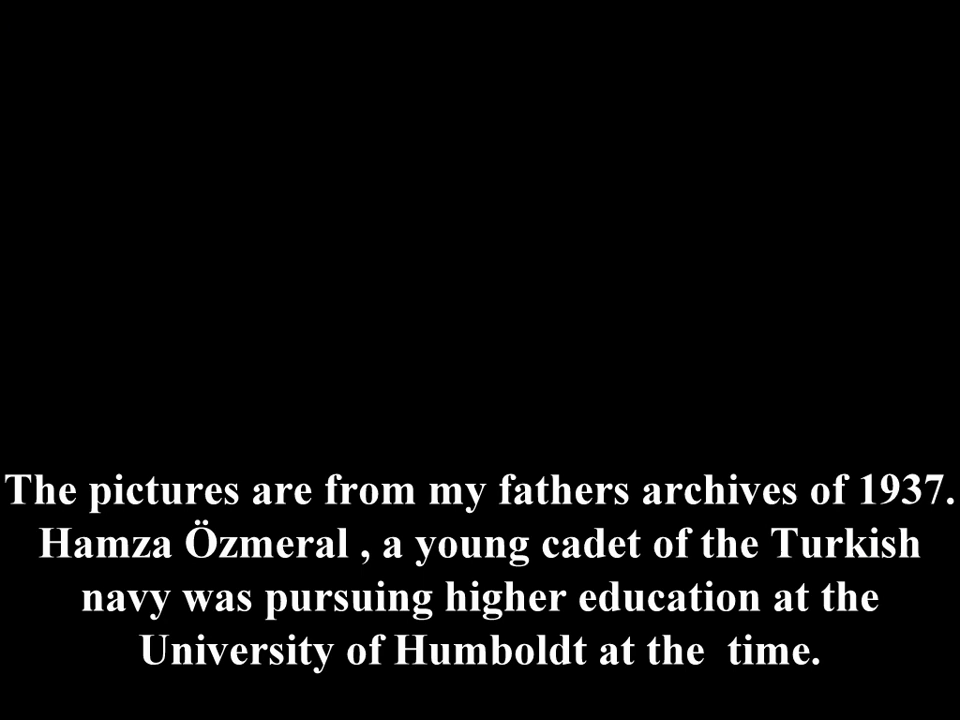 The pictures are from my fathers archives of 1937.
Hamza Özmeral , a young cadet of the Turkish
navy was pursuing higher education at the
University of Humboldt at the  time.